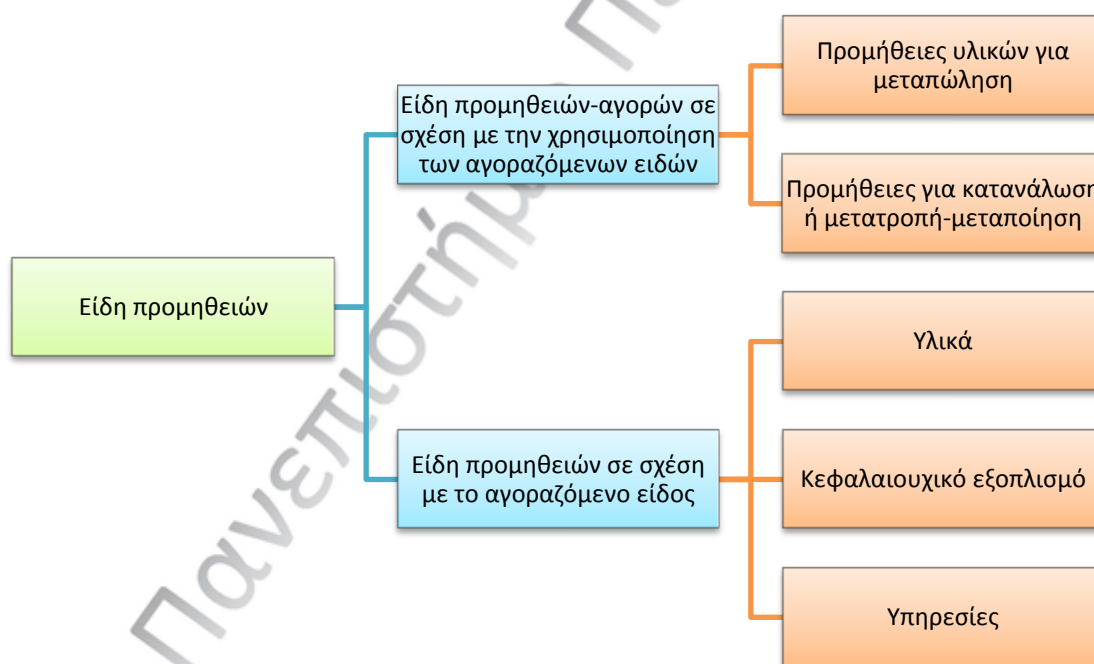 Είδη προμηθειών
Είδη προμηθειών-αγορών σε
σχέση με την χρησιμοποίηση
των αγοραζόμενων ειδών
Προμήθειες υλικών για
μεταπώληση
Προμήθειες για κατανάλωση
ή μετατροπή-μεταποίηση
Είδη προμηθειών σε σχέση
με το αγοραζόμενο είδος
Υλικά
Κεφαλαιουχικό εξοπλισμό
Υπηρεσίες
Πανεπιστήμιο